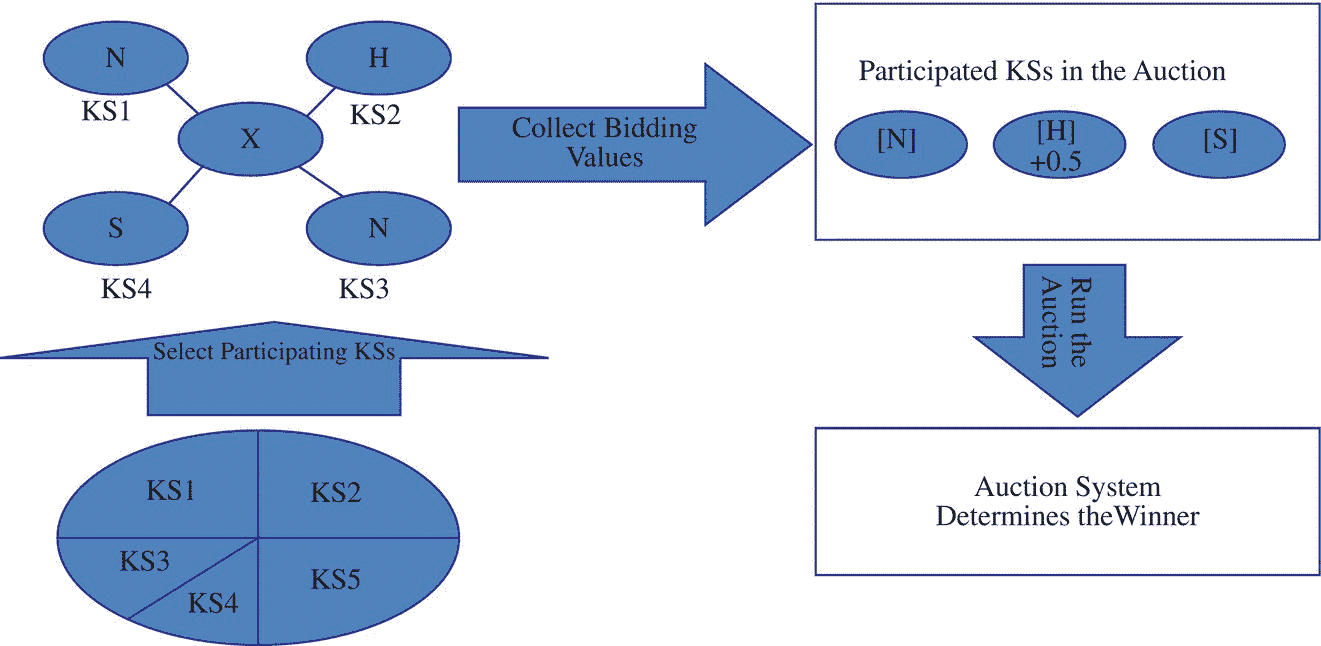 N
H
KS1
KS2
X
S
N
KS4
KS3
Collect Bidding
Values
Participated KSs in the Auction
[N]
[H]
+0.5
[S]
Run the
Auction
Select Participating KSs
KS1
KS2
KS3
KS4
KS5
Auction System
Determines theWinner